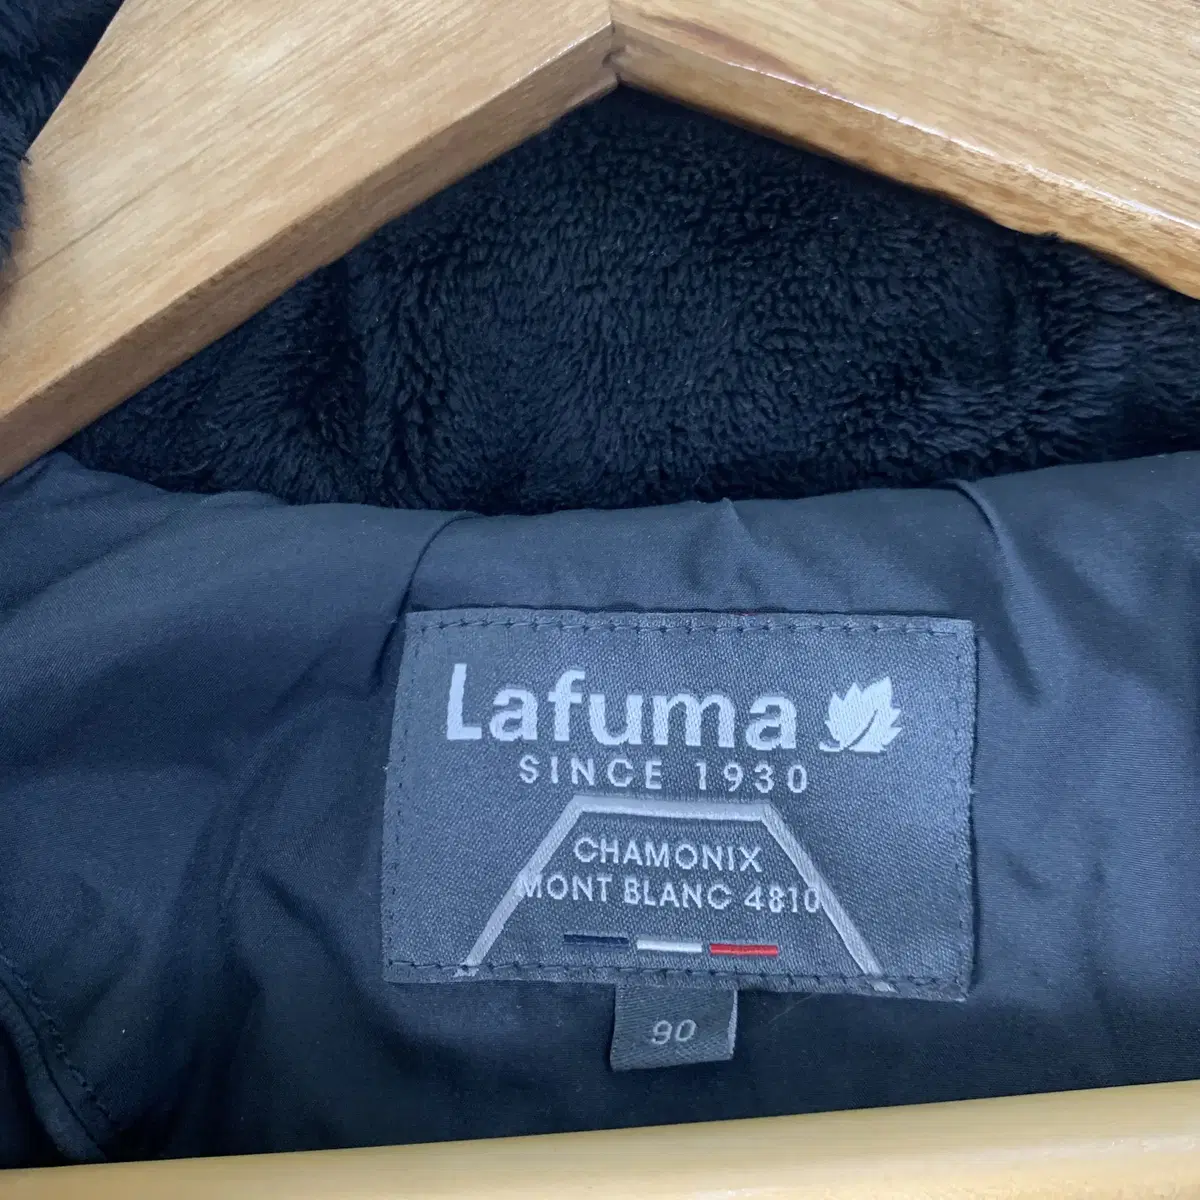 Lafuma
SINCE 1930
CHAMONIX
MONT BLANC 4810
90